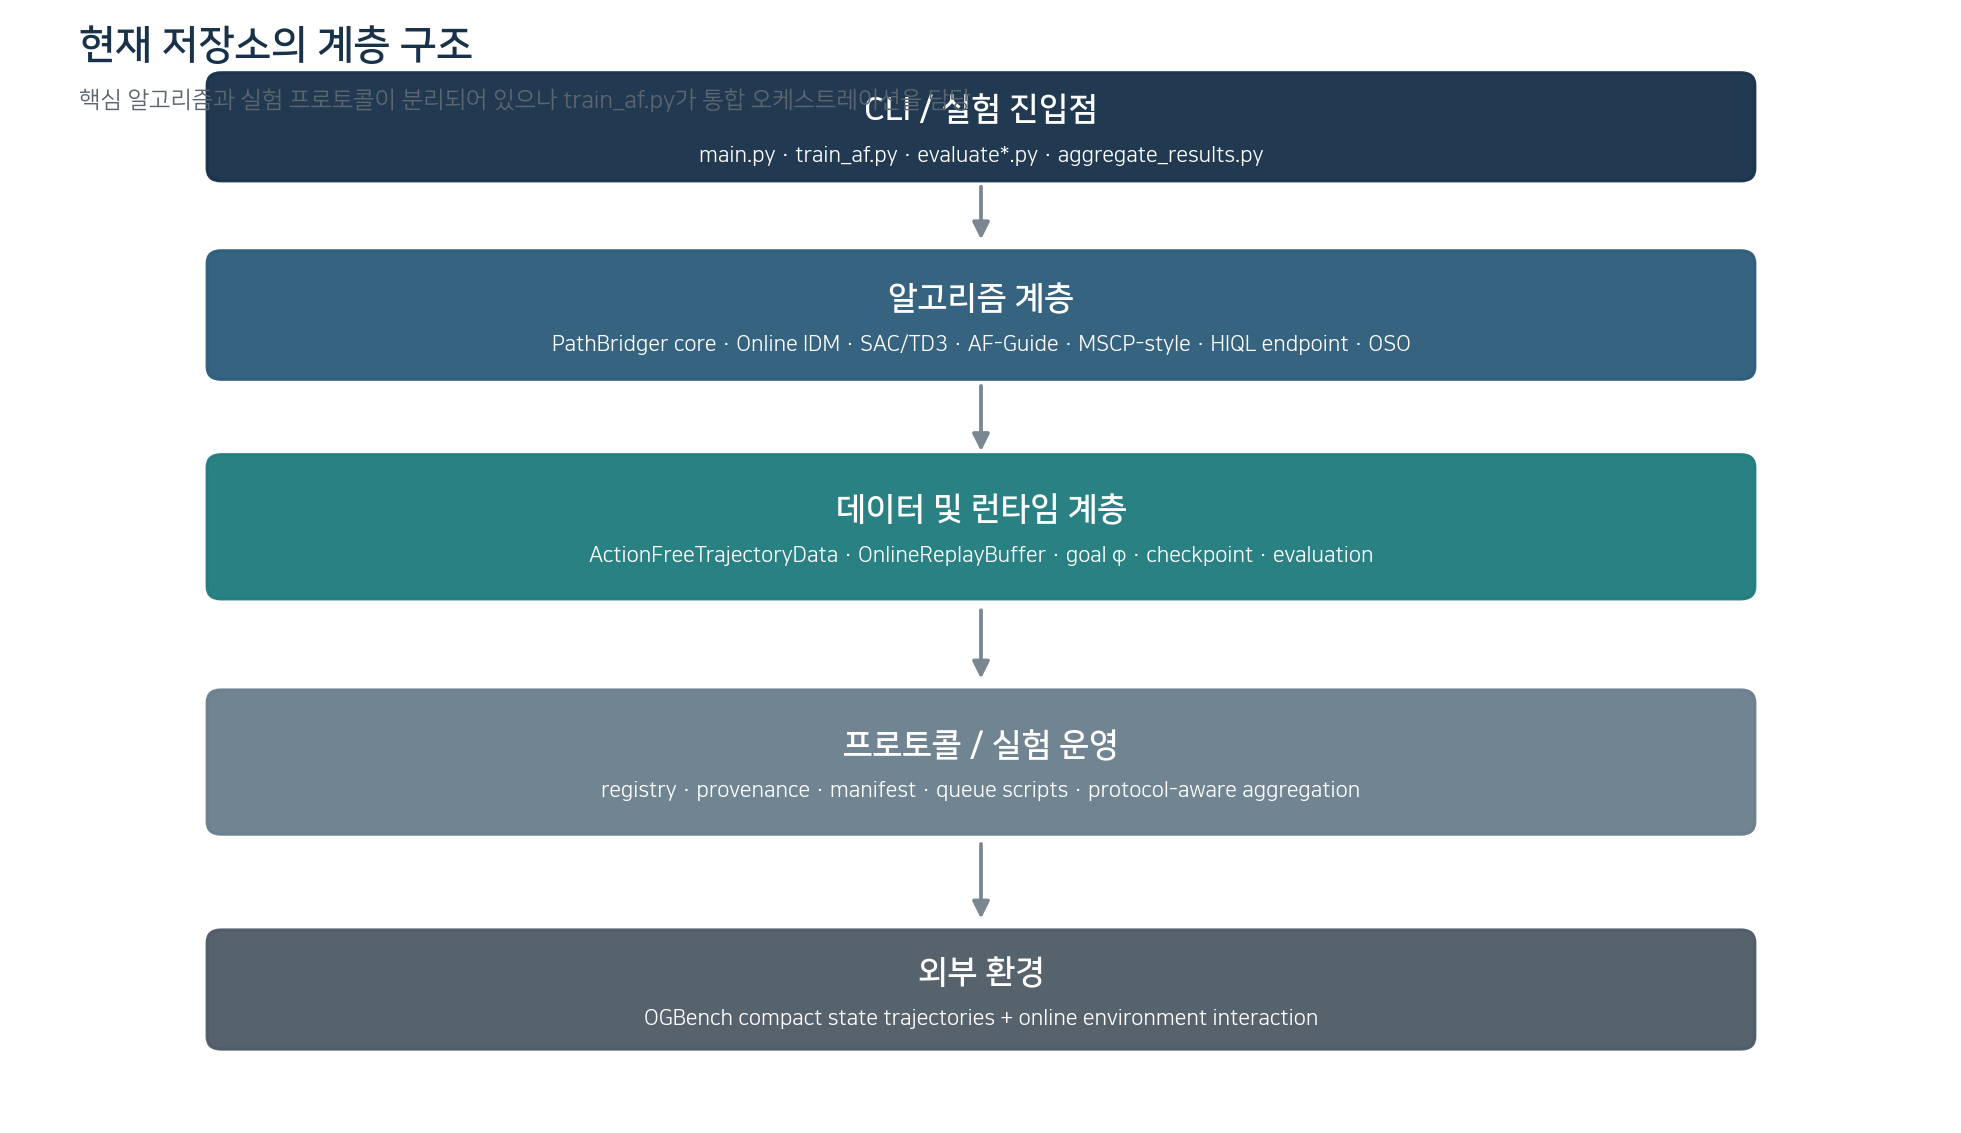 현재 저장소의 계층 구조
핵심 알고리즘과 실험 프로토콜이 분리되어 있으나 train_af.py가 통합 오케스트레이션을 담당
CLI / 실험 진입점
main.py · train_af.py · evaluate*.py · aggregate_results.py
알고리즘 계층
PathBridger core · Online IDM · SAC/TD3 · AF-Guide · MSCP-style · HIQL endpoint · OSO
데이터 및 런타임 계층
ActionFreeTrajectoryData · OnlineReplayBuffer · goal φ · checkpoint · evaluation
프로토콜 / 실험 운영
registry · provenance · manifest · queue scripts · protocol-aware aggregation
외부 환경
OGBench compact state trajectories + online environment interaction